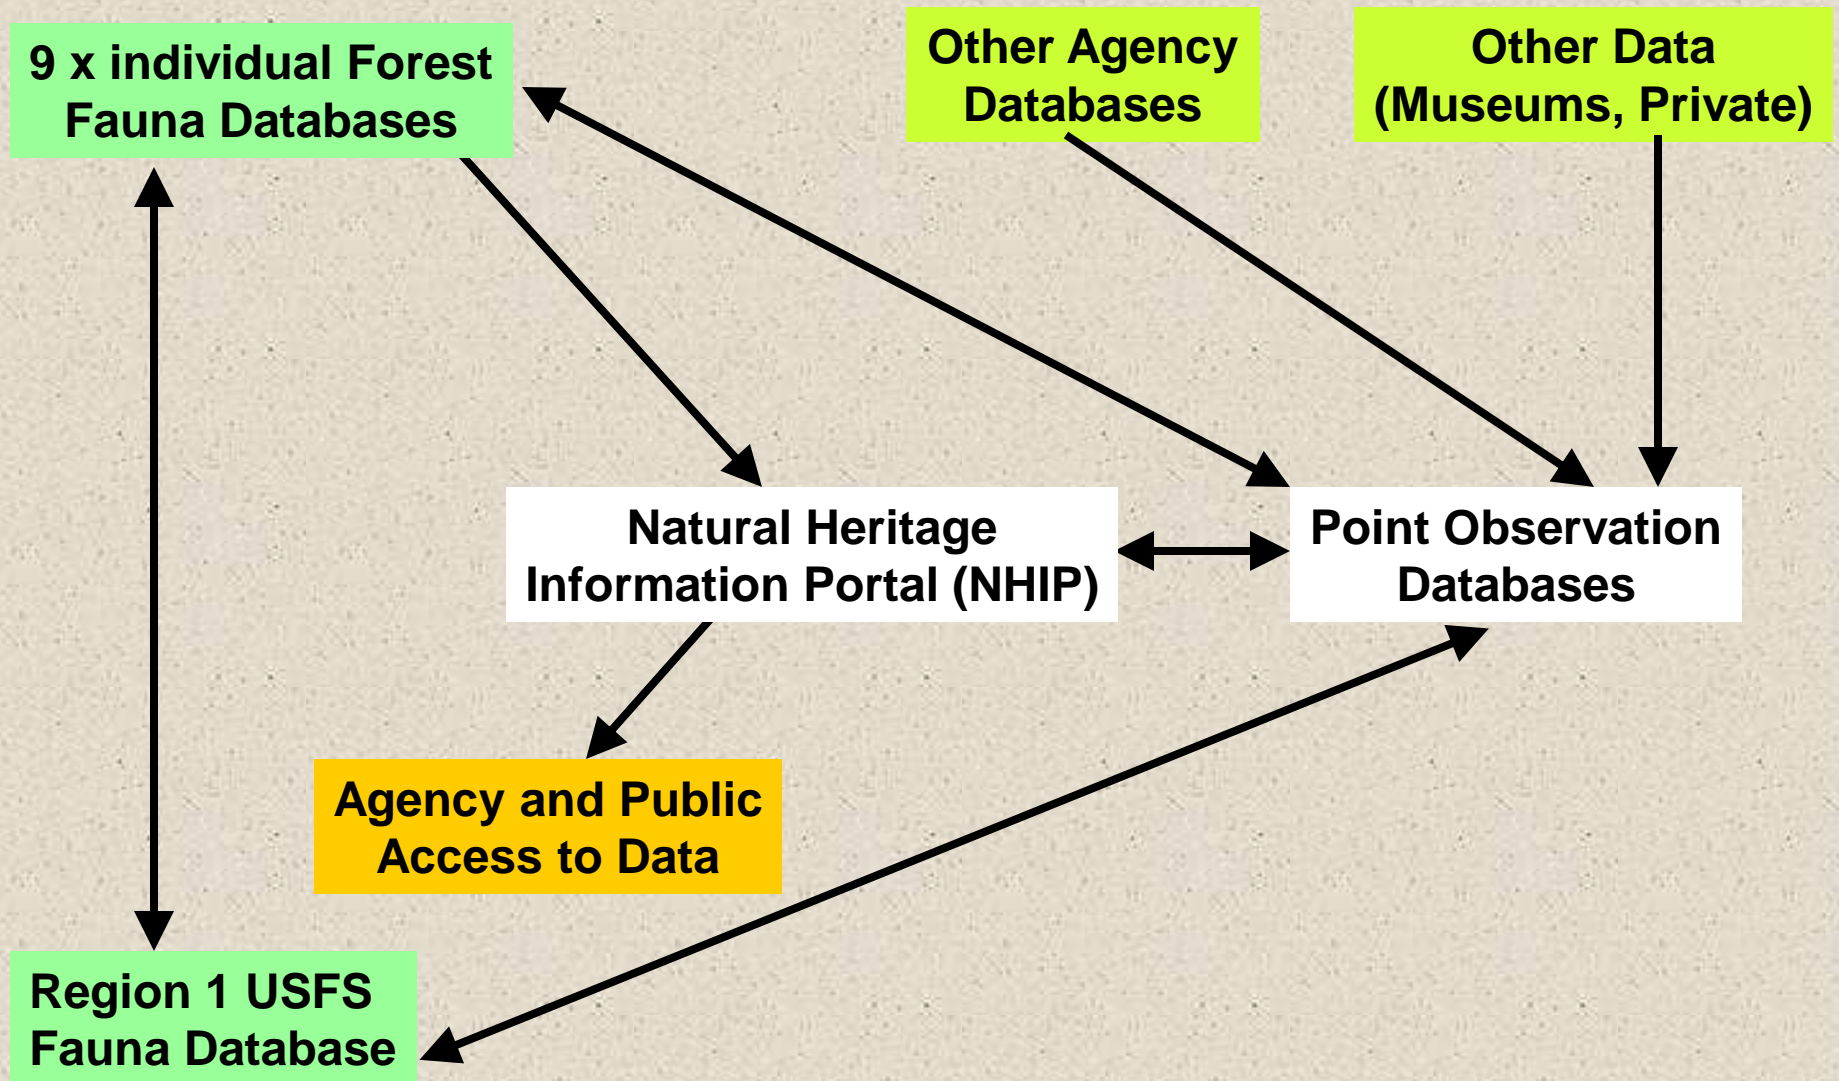 9 x individual Forest
Fauna Databases
Other Agency
Databases
Other Data
(Museums, Private)
Natural Heritage
Information Portal (NHIP)
Point Observation
Databases
Agency and Public
Access to Data
Region 1 USFS
Fauna Database